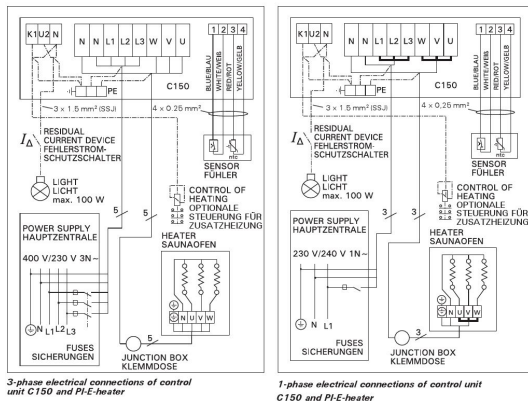 K1 U2 N
N N L1 L2 L3 W V U
1 2 3 4
C150
PE
BLUE/BLAU
WHITE/WEIß
RED/ROT
YELLOW/GELB
3 x 1.5 mm² (SSJ)
4 x 0.25 mm²
I∆
RESIDUAL
CURRENT DEVICE
FEHLERSTROM-
SCHUTZSCHALTER
ntc
SENSOR
FÜHLER
LIGHT
LICHT
max. 100 W
CONTROL OF
HEATING
OPTIONALE
STEUERUNG FÜR
ZUSATZHEIZUNG
5
5
POWER SUPPLY
HAUPTZENTRALE
400 V/230 V 3N~
HEATER
SAUNAOFEN
N U V W
N L1 L2 L3
FUSES
SICHERUNGEN
5
JUNCTION BOX
KLEMMDOSE
3-phase electrical connections of control
unit C150 and PI-E-heater
K1 U2 N
N N L1 L2 L3 W V U
1 2 3 4
C150
PE
BLUE/BLAU
WHITE/WEIß
RED/ROT
YELLOW/GELB
3 x 1.5 mm² (SSJ)
4 x 0,25 mm²
I∆
RESIDUAL
CURRENT DEVICE
FEHLERSTROM-
SCHUTZSCHALTER
ntc
SENSOR
FÜHLER
LIGHT
LICHT
max. 100 W
CONTROL OF
HEATING
OPTIONALE
STEUERUNG FÜR
ZUSATZHEIZUNG
3
3
POWER SUPPLY
HAUPTZENTRALE
230 V/240 V 1N~
HEATER
SAUNAOFEN
N U V W
N L1
FUSES
SICHERUNGEN
3
JUNCTION BOX
KLEMMDOSE
1-phase electrical connections of control unit
C150 and PI-E-heater